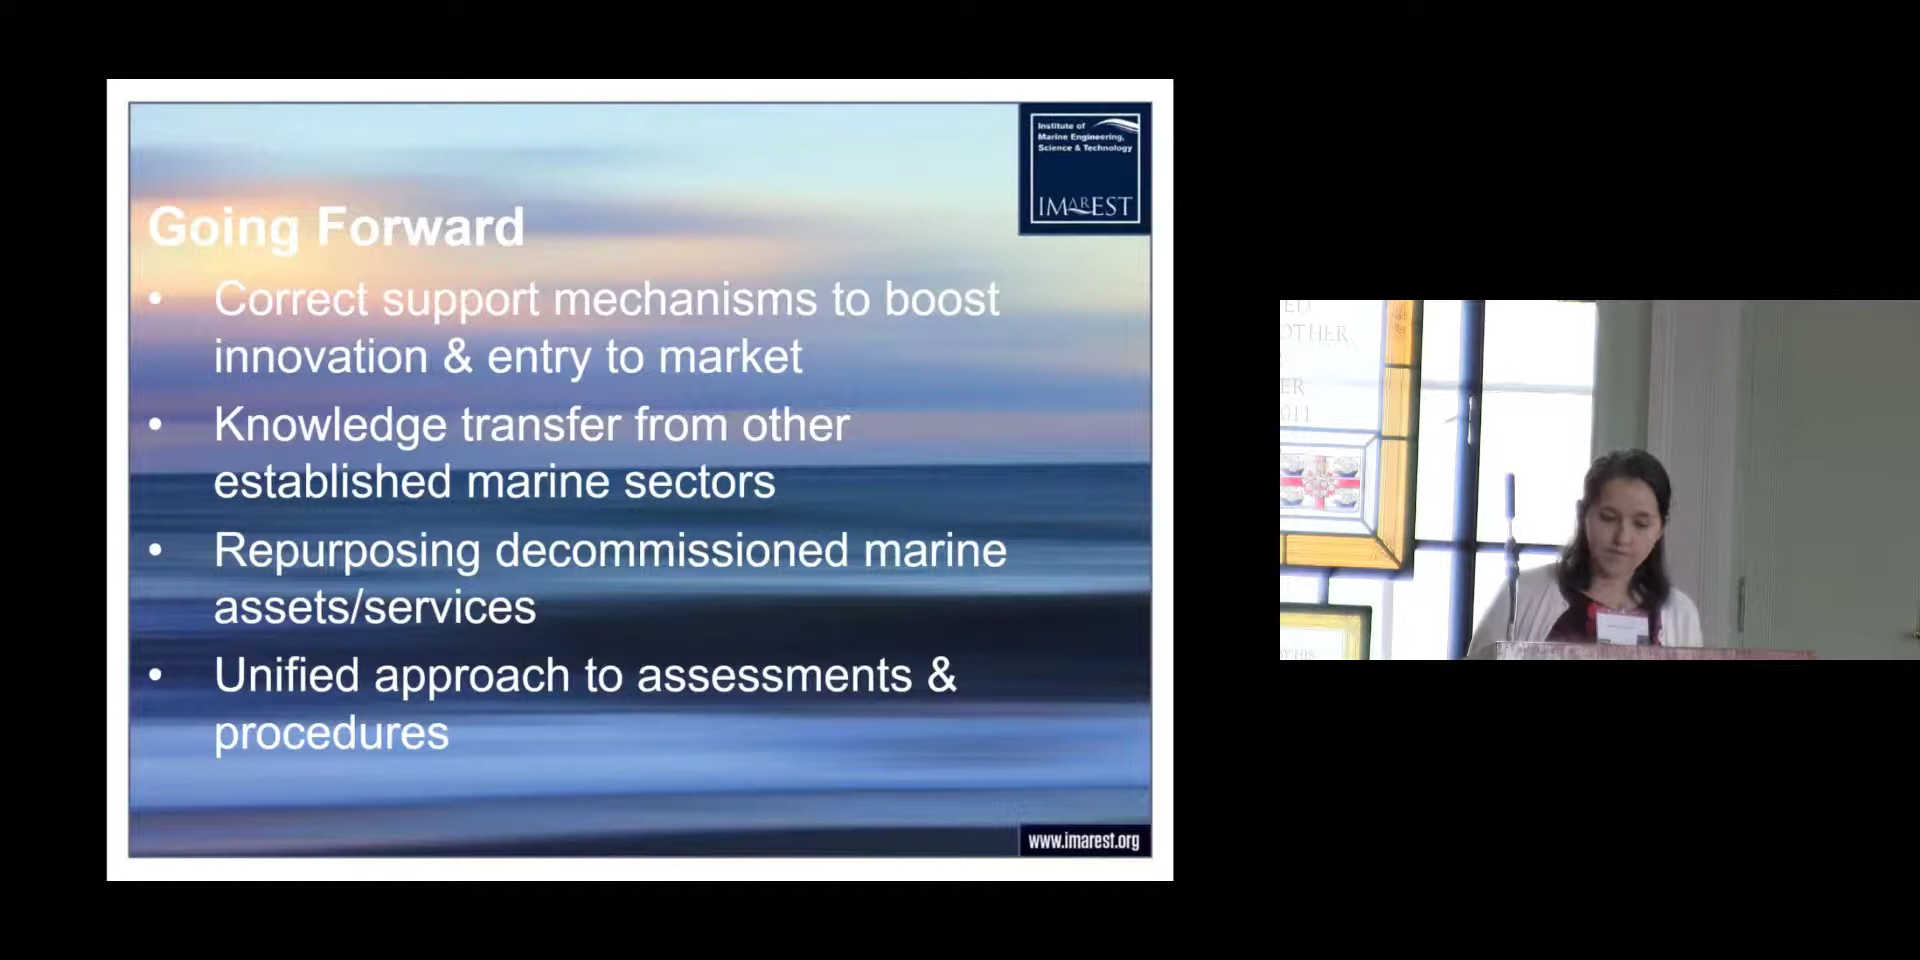 Institute of
Marine Engineering,
Science & Technology
IMarEST
Going Forward
• Correct support mechanisms to boost
innovation & entry to market
• Knowledge transfer from other
established marine sectors
• Repurposing decommissioned marine
assets/services
• Unified approach to assessments &
procedures
www.imarest.org
OTHER
2011